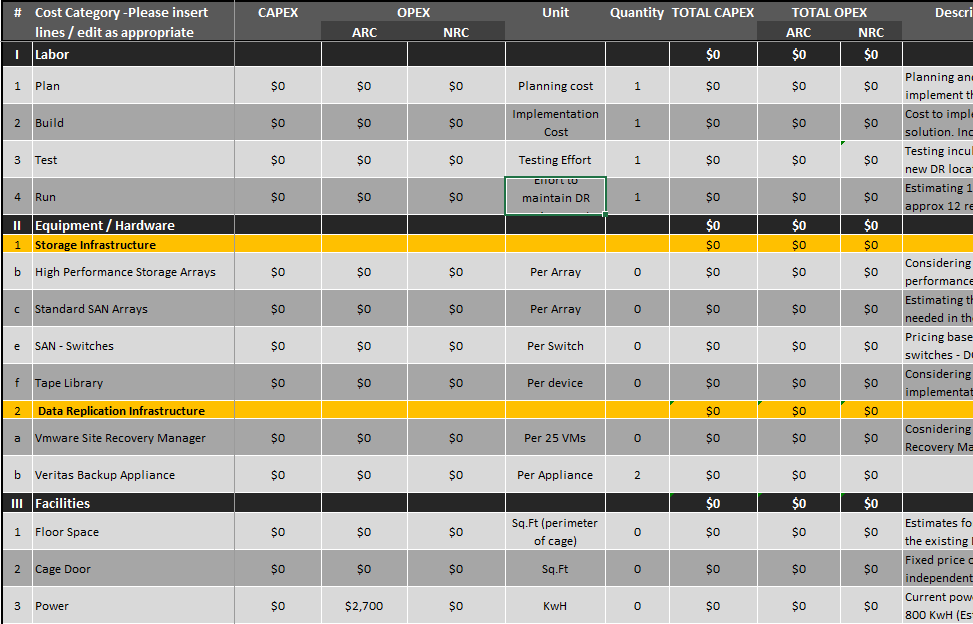 # Cost Category -Please insert lines / edit as appropriate CAPEX OPEX Unit Quantity TOTAL CAPEX TOTAL OPEX Descri
ARC NRC ARC NRC
I Labor $0 $0 $0
1 Plan $0 $0 $0 Planning cost 1 $0 $0 $0 Planning and implement th
2 Build $0 $0 $0 Implementation Cost 1 $0 $0 $0 Cost to imple solution. Inc
3 Test $0 $0 $0 Testing Effort 1 $0 $0 $0 Testing incul new DR locat
4 Run $0 $0 $0 Effort to maintain DR 1 $0 $0 $0 Estimating 1 approx 12 re
II Equipment / Hardware $0 $0 $0
1 Storage Infrastructure $0 $0 $0
b High Performance Storage Arrays $0 $0 $0 Per Array 0 $0 $0 $0 Considering performance
c Standard SAN Arrays $0 $0 $0 Per Array 0 $0 $0 $0 Estimating th needed in the
e SAN - Switches $0 $0 $0 Per Switch 0 $0 $0 $0 Pricing base switches - D
f Tape Library $0 $0 $0 Per device 0 $0 $0 $0 Considering implementat
2 Data Replication Infrastructure $0 $0 $0
a Vmware Site Recovery Manager $0 $0 $0 Per 25 VMs 0 $0 $0 $0 Cosnidering Recovery Ma
b Veritas Backup Appliance $0 $0 $0 Per Appliance 2 $0 $0 $0
III Facilities $0 $0 $0
1 Floor Space $0 $0 $0 Sq.Ft (perimeter of cage) 0 $0 $0 $0 Estimates fo the existing
2 Cage Door $0 $0 $0 Sq.Ft 0 $0 $0 $0 Fixed price independent
3 Power $0 $2,700 $0 KwH 0 $0 $0 $0 Current pow 800 KwH (Es